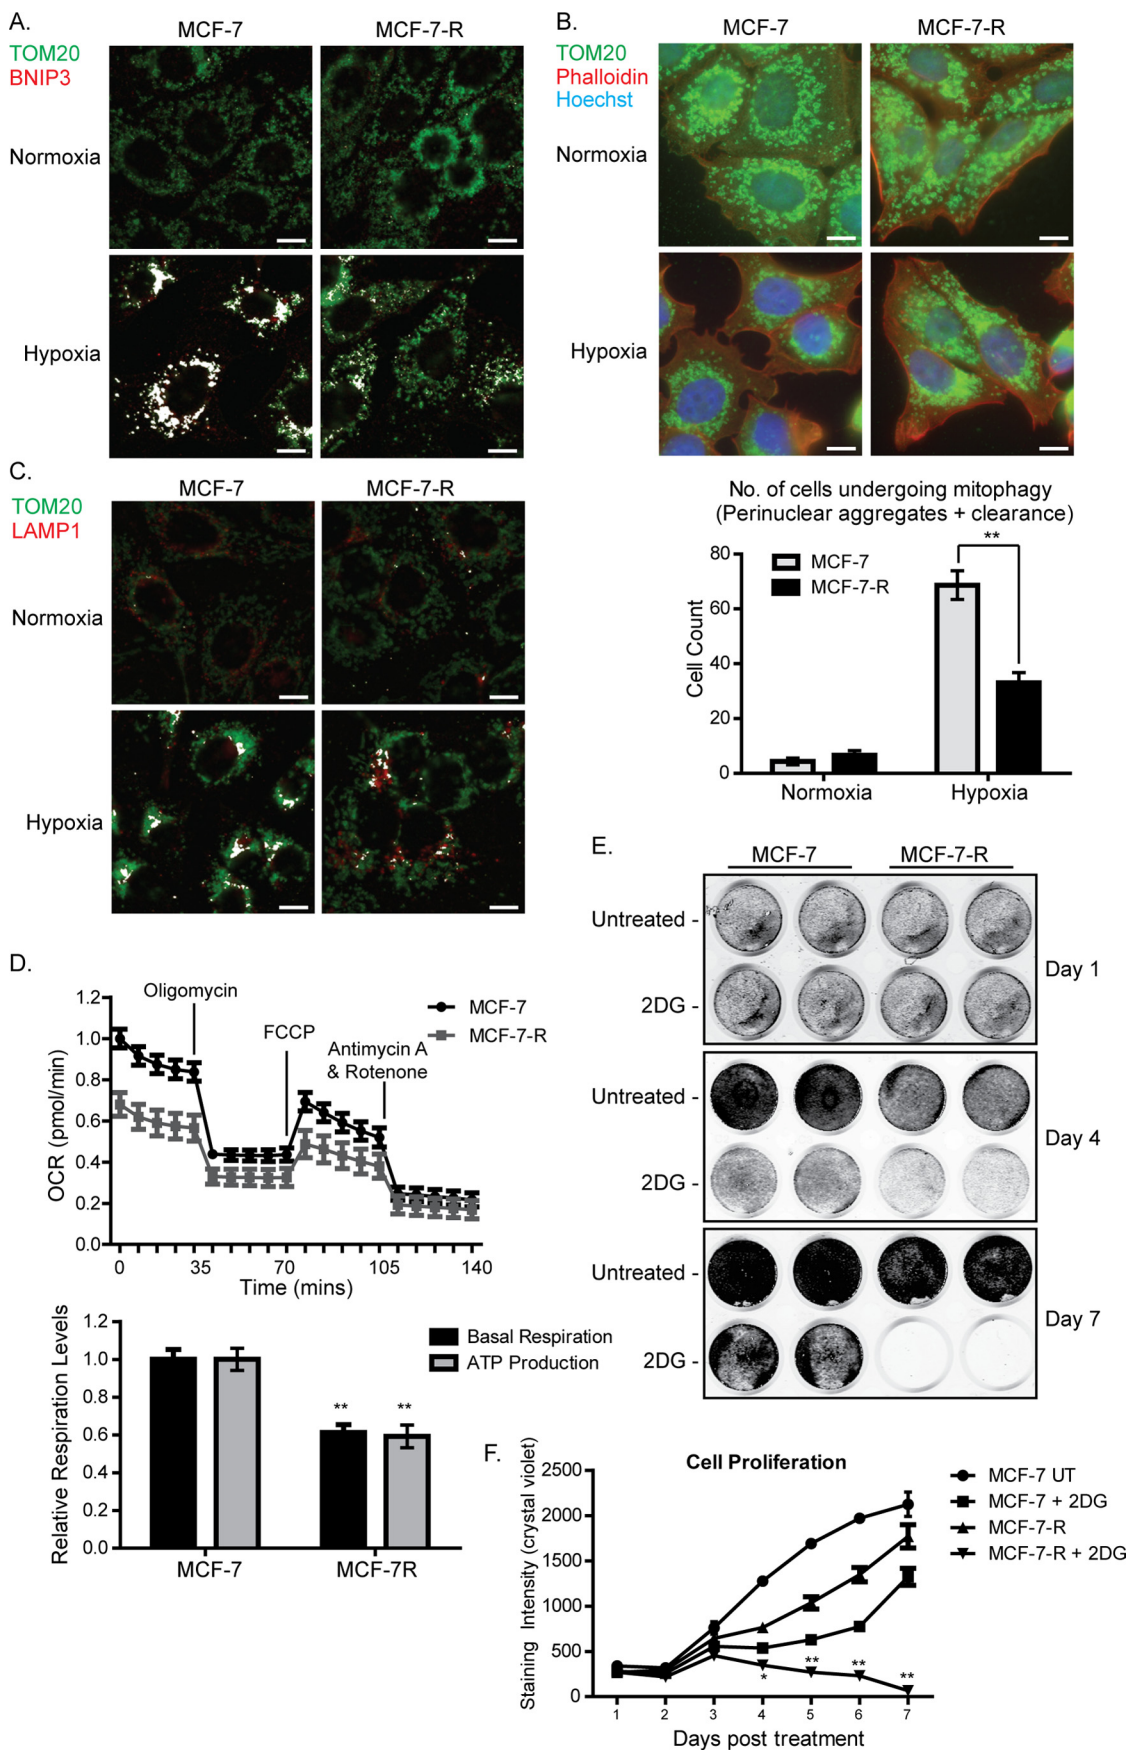 A.
MCF-7 MCF-7-R
TOM20
BNIP3
Normoxia
Hypoxia
B.
MCF-7 MCF-7-R
TOM20
Phalloidin
Hoechst
Normoxia
Hypoxia
No. of cells undergoing mitophagy
(Perinuclear aggregates + clearance)
**
80
60
40
20
0
Cell Count
MCF-7
MCF-7-R
Normoxia Hypoxia
C.
MCF-7 MCF-7-R
TOM20
LAMP1
Normoxia
Hypoxia
D.
1.2
1.0
0.8
0.6
0.4
0.2
0.0
OCR (pmol/min)
Oligomycin
FCCP
Antimycin A
& Rotenone
MCF-7
MCF-7-R
0 35 70 105 140
Time (mins)
1.2
1.0
0.8
0.6
0.4
0.2
0.0
Relative Respiration Levels
Basal Respiration
ATP Production
** **
MCF-7 MCF-7R
E.
MCF-7 MCF-7-R
Untreated -
2DG -
Day 1
Untreated -
2DG -
Day 4
Untreated -
2DG -
Day 7
F.
Cell Proliferation
2500
2000
1500
1000
500
0
Staining Intensity (crystal violet)
MCF-7 UT
MCF-7 + 2DG
MCF-7-R
MCF-7-R + 2DG
* ** ** **
1 2 3 4 5 6 7
Days post treatment